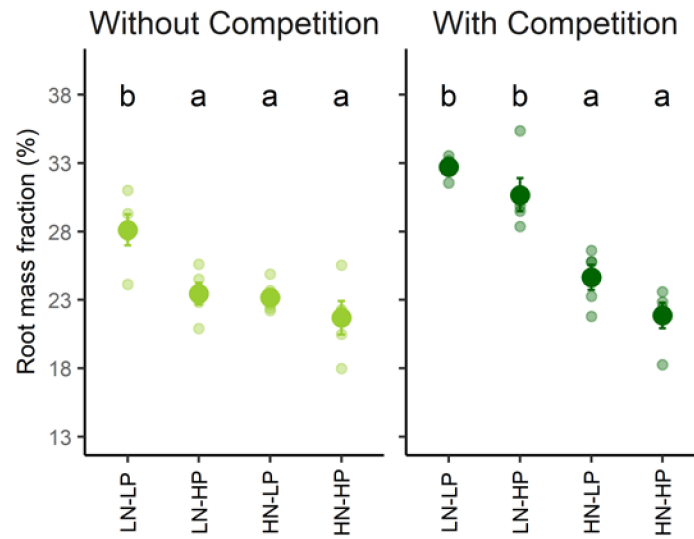 Without Competition
With Competition
Root mass fraction (%)
38
33
28
23
18
13
b a a a
b b a a
LN-LP
LN-HP
HN-LP
HN-HP
LN-LP
LN-HP
HN-LP
HN-HP